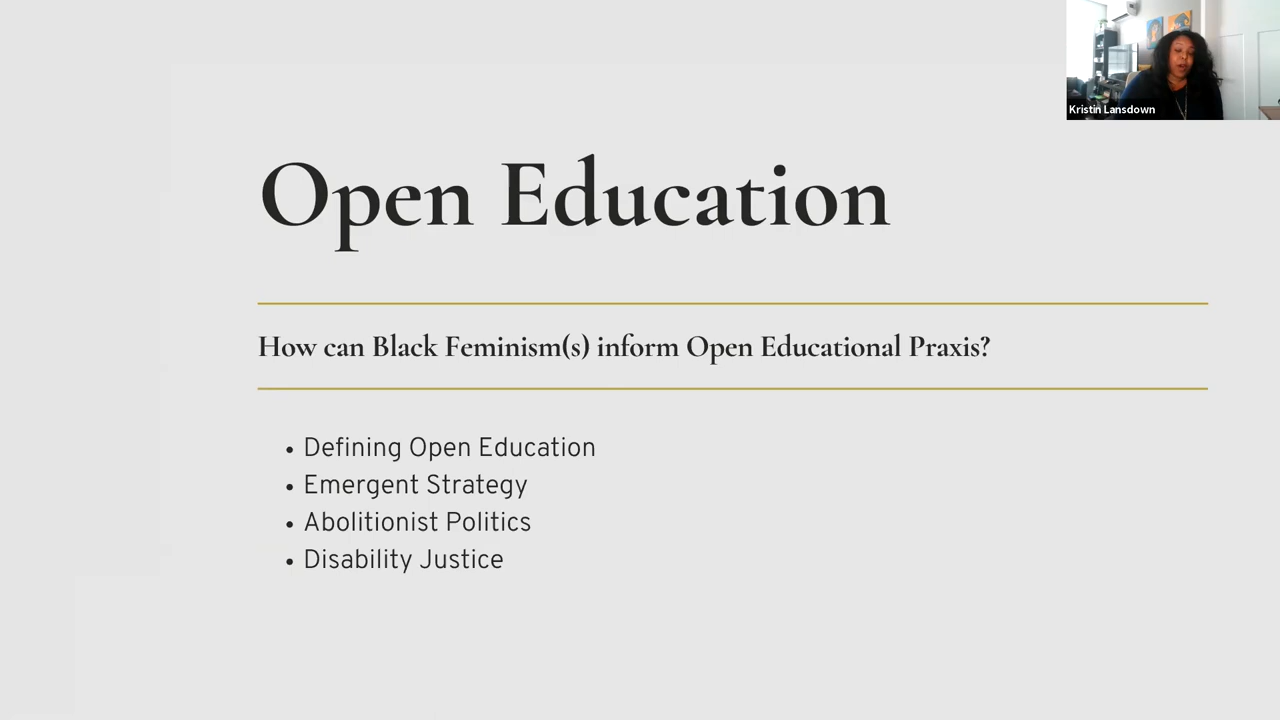 Kristin Lansdown
Open Education
How can Black Feminism(s) inform Open Educational Praxis?
• Defining Open Education
• Emergent Strategy
• Abolitionist Politics
• Disability Justice